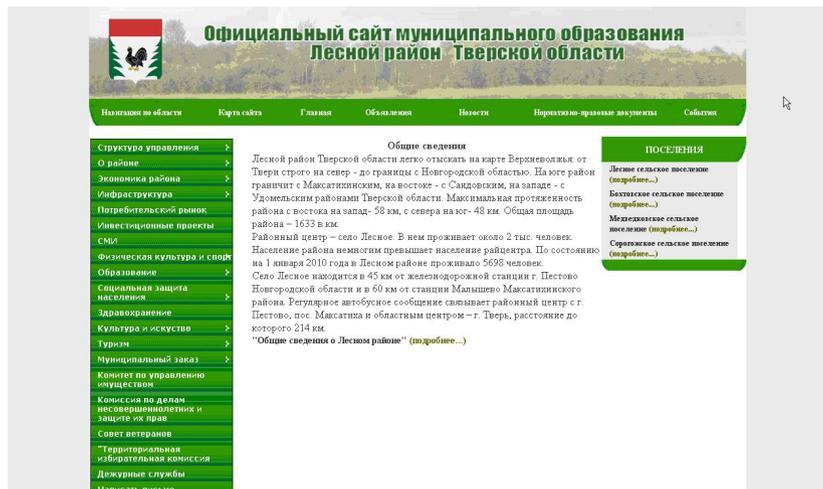 Официальный сайт муниципального образования
Лесной район Тверской области
Навигация по области
Карта сайта
Главная
Объявления
Новости
Нормативно-правовые документы
События
Структура управления
О районе
Экономика района
Инфраструктура
Потребительский рынок
Инвестиционные проекты
СМИ
Физическая культура и спорт
Образование
Социальная защита
населения
Здравохранение
Культура и искуство
Туризм
Муниципальный заказ
Комитет по управлению
имуществом
Комиссия по делам
несовершеннолетних и
защите их прав
Совет ветеранов
"Территориальная
избирательная комиссия
Дежурные службы
Общие сведения
Лесной район Тверской области легко отыскать на карте Верхневолжья: от
Твери строго на север - до границы с Новгородской областью. На юге район
граничит с Максатихинским, на востоке - с Сандовским, на западе - с
Удомельским районами Тверской области. Максимальная протяженность
района с востока на запад- 58 км, с севера на юг- 48 км. Общая площадь
района – 1633 в.км.
Районный центр – село Лесное. В нем проживает около 2 тыс. человек.
Население района немногим превышает население райцентра. По состоянию
на 1 января 2010 года в Лесном районе проживало 5698 человек.
Село Лесное находится в 45 км от железнодорожной станции г. Пестово
Новгородской области и в 60 км от станции Малышево Максатихинского
района. Регулярное автобусное сообщение связывает районный центр с г.
Пестово, пос. Максатиха и областным центром – г. Тверь, расстояние до
которого 214 км.
"Общие сведения о Лесном районе" (подробнее...)
ПОСЕЛЕНИЯ
Лесное сельское поселение
(подробнее...)
Бохтовское сельское поселение
(подробнее...)
Медведковское сельское
поселение (подробнее...)
Сорогожское сельское поселение
(подробнее...)